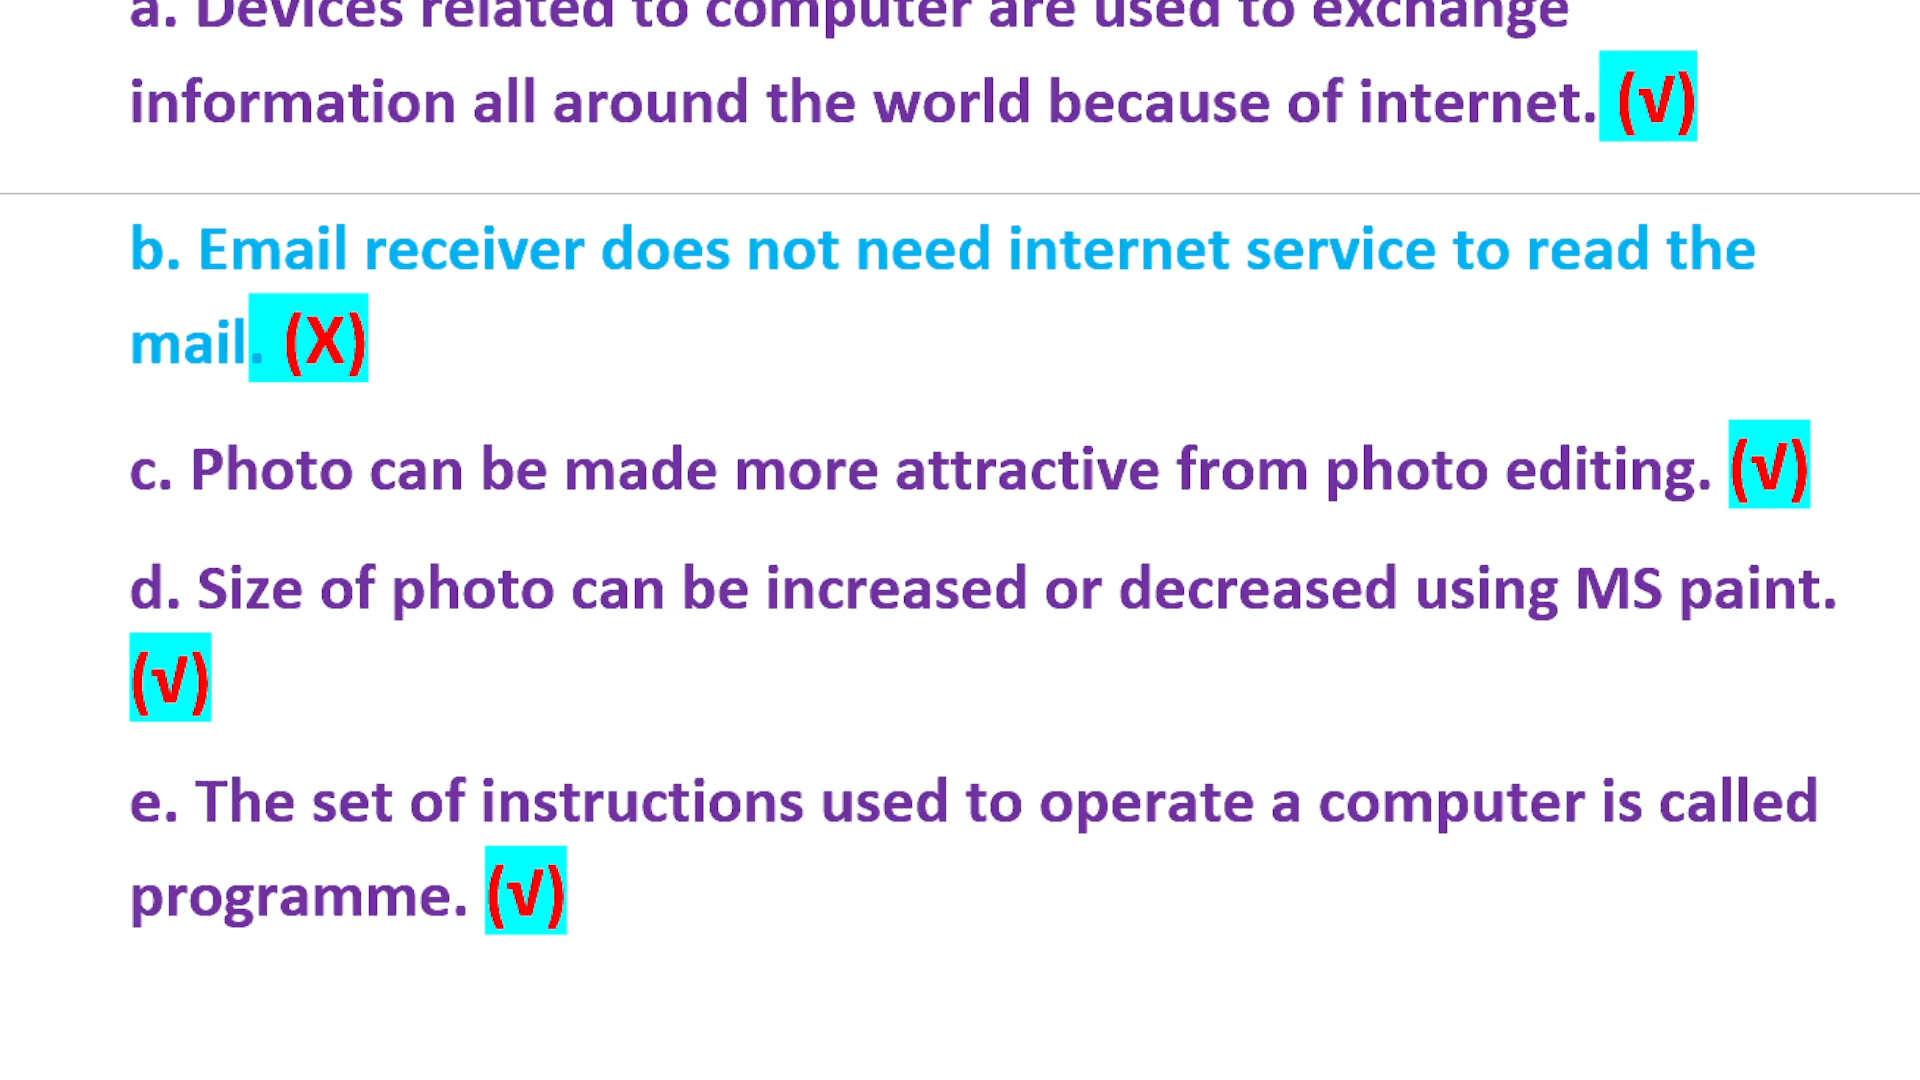 a. Devices related to computer are used to exchange
information all around the world because of internet. (√)
b. Email receiver does not need internet service to read the
mail. (X)
c. Photo can be made more attractive from photo editing. (√)
d. Size of photo can be increased or decreased using MS paint.
(√)
e. The set of instructions used to operate a computer is called
programme. (√)